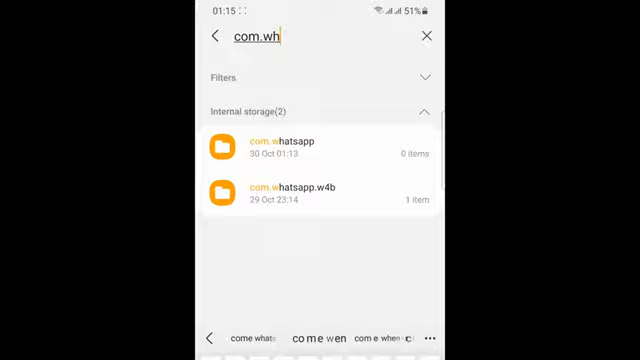 01:15
51%
com.wh
Filters
Internal storage(2)
com.whatsapp
30 Oct 01:13
0 items
com.whatsapp.w4b
29 Oct 23:14
1 item
come whats
come wen
come when